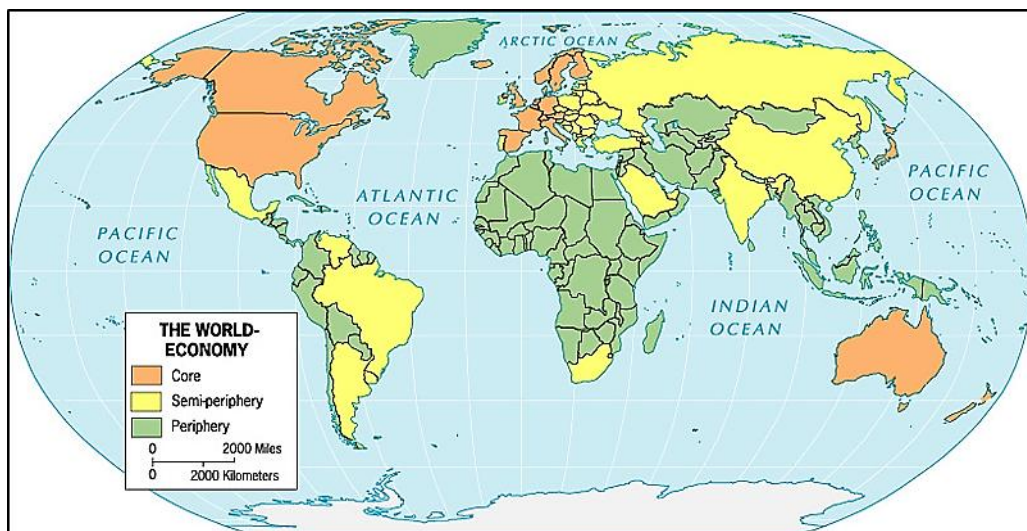 ARCTIC OCEAN
PACIFIC
OCEAN
ATLANTIC
OCEAN
PACIFIC
OCEAN
INDIAN
OCEAN
THE WORLD-
ECONOMY
Core
Semi-periphery
Periphery
0 2000 Miles
0 2000 Kilometers